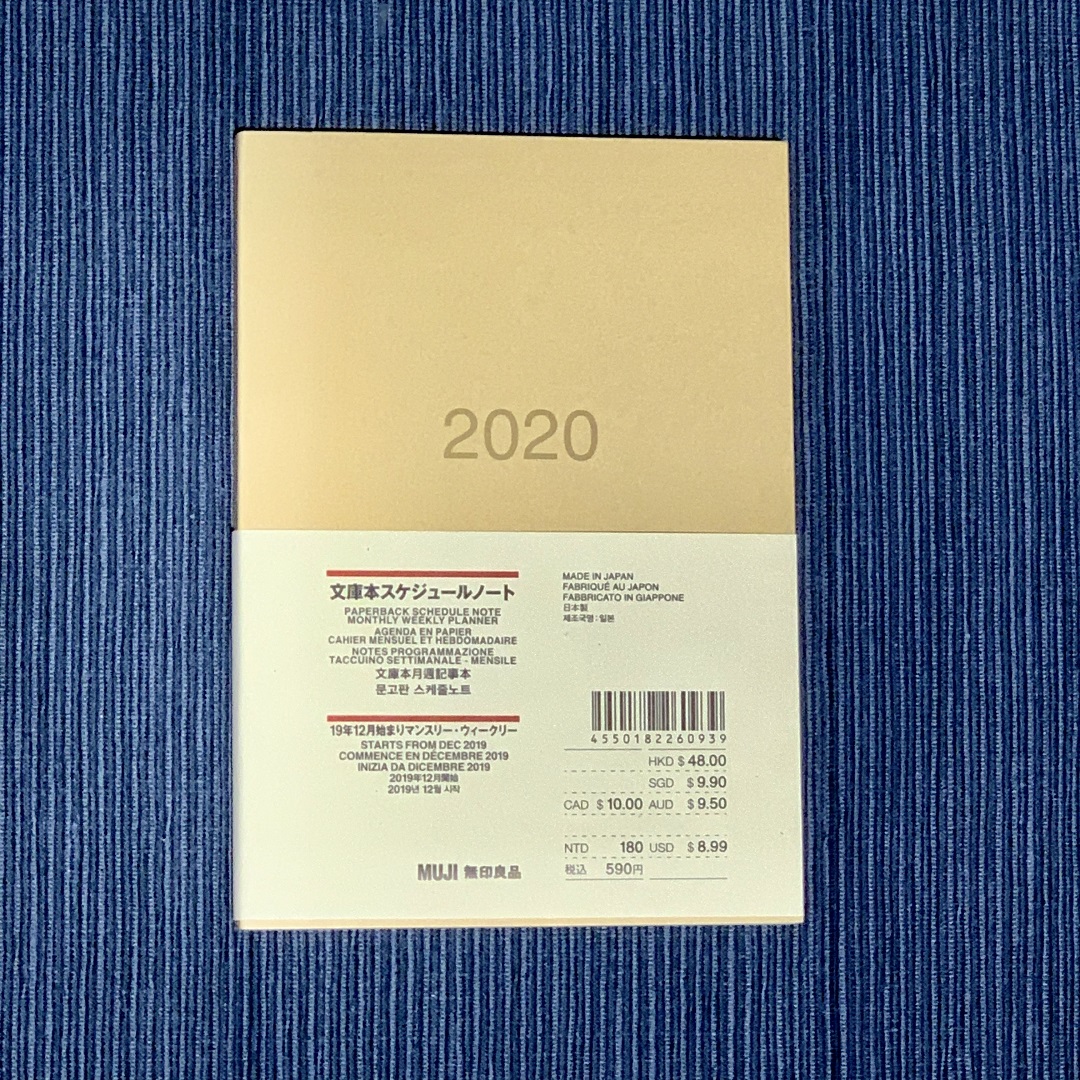 2020
文庫本スケジュールノート
PAPERBACK SCHEDULE NOTE
MONTHLY WEEKLY PLANNER
AGENDA EN PAPIER
CAHIER MENSUEL ET HEBDOMADAIRE
NOTES PROGRAMMAZIONE
TACCUINO SETTIMANALE - MENSILE
文庫本月週記事本
문고판 스케줄노트
19年12月始まりマンスリー・ウィークリー
STARTS FROM DEC 2019
COMMENCE EN DÉCEMBRE 2019
INIZIA DA DICEMBRE 2019
2019年12月開始
2019년 12월 시작
MUJI 無印良品
MADE IN JAPAN
FABRIQUÉ AU JAPON
FABBRICATO IN GIAPPONE
日本製
제조국명 : 일본
4550182260939
HKD $ 48.00
SGD $ 9.90
CAD $ 10.00 AUD $ 9.50
NTD 180 USD $ 8.99
税込 590円